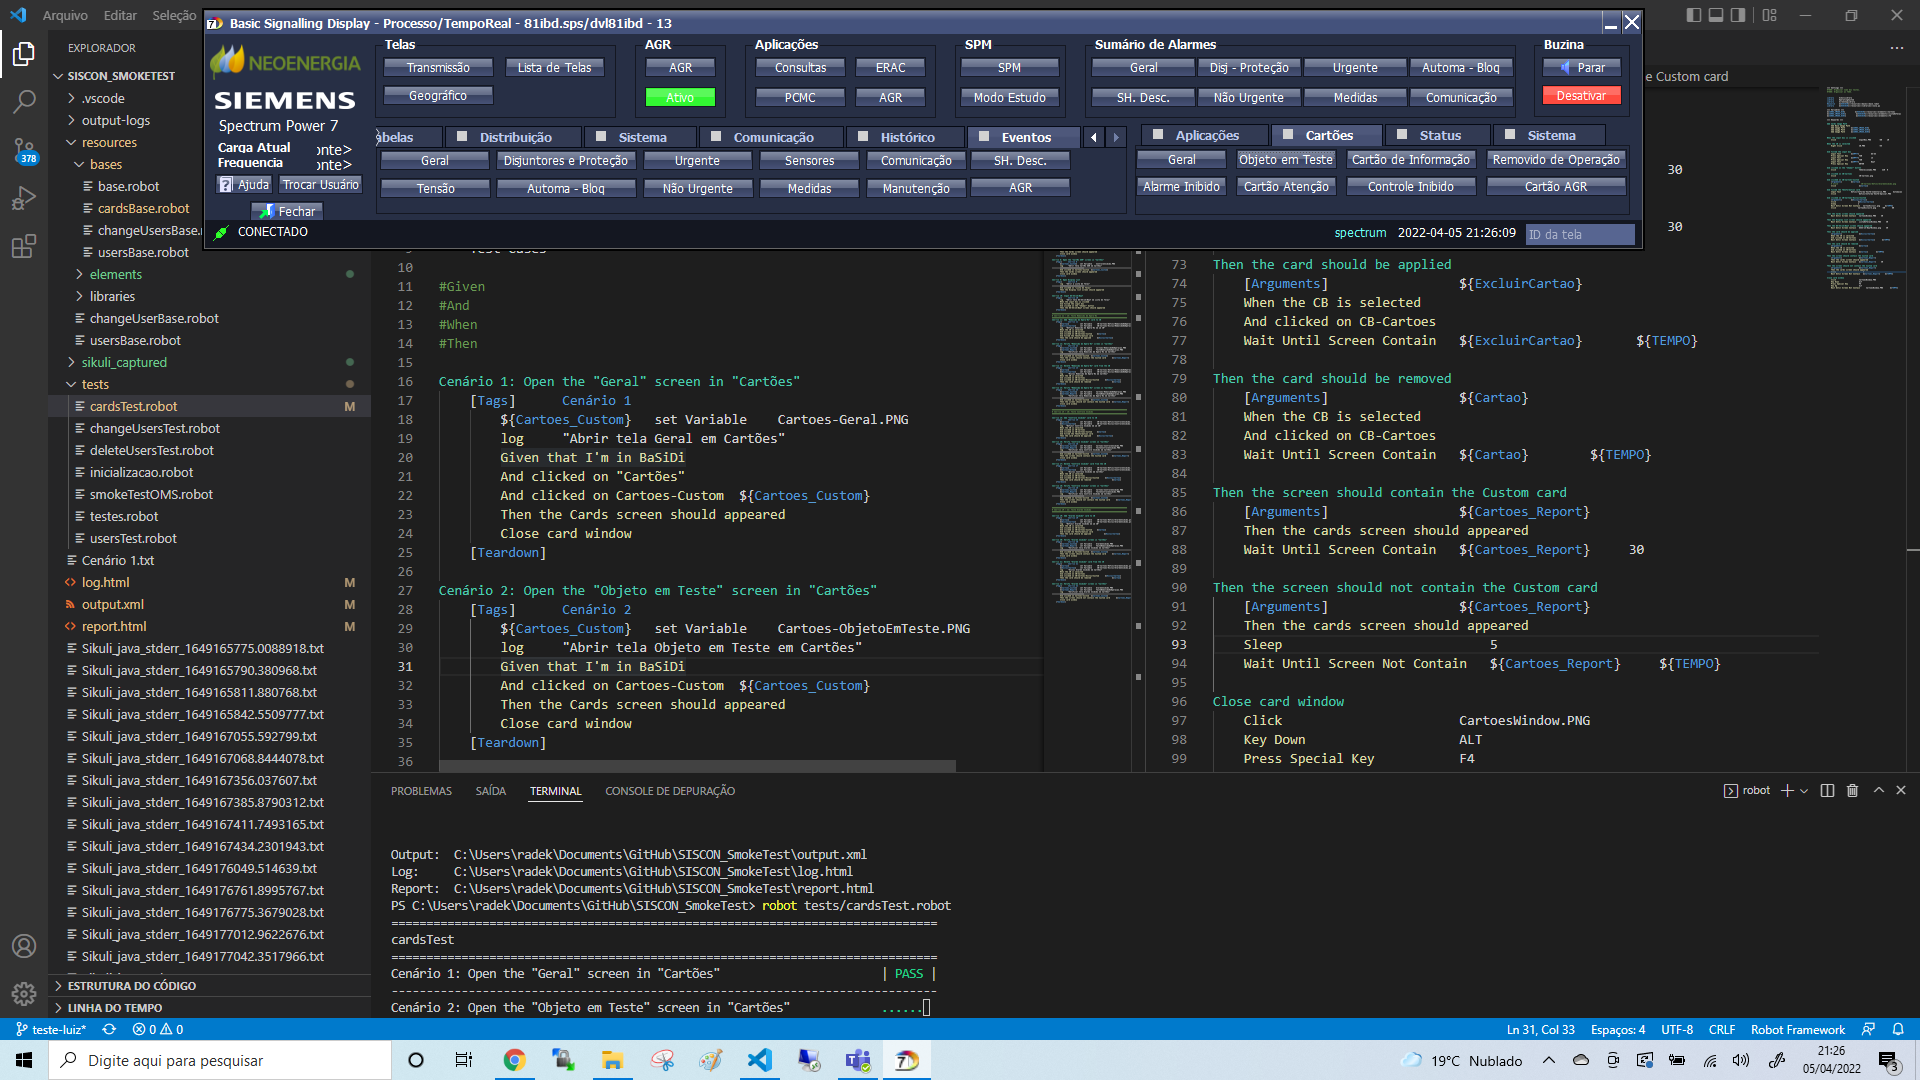 Arquivo Editar Seleção
Basic Signalling Display - Processo/TempoReal - 81ibd.sps/dvl81ibd - 13
NEOENERGIA
SIEMENS
Spectrum Power 7
Carga Atual onte>
Frequencia onte>
Ajuda Trocar Usuário
Fechar
Telas
Transmissão Lista de Telas
Geográfico
AGR
AGR
Ativo
Aplicações
Consultas ERAC
PCMC AGR
SPM
SPM
Modo Estudo
Sumário de Alarmes
Geral Disj - Proteção Urgente Automa - Bloq
SH. Desc. Não Urgente Medidas Comunicação
Buzina
Parar
Desativar
belas Distribuição Sistema Comunicação Histórico Eventos
Geral Disjuntores e Proteção Urgente Sensores Comunicação SH. Desc.
Tensão Automa - Bloq Não Urgente Medidas Manutenção AGR
Aplicações Cartões Status Sistema
Geral Objeto em Teste Cartão de Informação Removido de Operação
Alarme Inibido Cartão Atenção Controle Inibido Cartão AGR
CONECTADO
spectrum 2022-04-05 21:26:09 ID da tela
EXPLORADOR
SISCON_SMOKETEST
.vscode
output-logs
resources
bases
base.robot
cardsBase.robot
changeUsersBase.
usersBase.robot
elements
libraries
changeUserBase.robot
usersBase.robot
sikuli_captured
tests
cardsTest.robot M
changeUsersTest.robot
deleteUsersTest.robot
inicializacao.robot
smokeTestOMS.robot
testes.robot
usersTest.robot
Cenário 1.txt
log.html M
output.xml M
report.html M
Sikuli_java_stderr_1649165775.0088918.txt
Sikuli_java_stderr_1649165790.380968.txt
Sikuli_java_stderr_1649165811.880768.txt
Sikuli_java_stderr_1649165842.5509777.txt
Sikuli_java_stderr_1649167055.592799.txt
Sikuli_java_stderr_1649167068.8444078.txt
Sikuli_java_stderr_1649167356.037607.txt
Sikuli_java_stderr_1649167385.8790312.txt
Sikuli_java_stderr_1649167411.7493165.txt
Sikuli_java_stderr_1649167434.2301943.txt
Sikuli_java_stderr_1649176049.514639.txt
Sikuli_java_stderr_1649176761.8995767.txt
Sikuli_java_stderr_1649176775.3679028.txt
Sikuli_java_stderr_1649177012.9622676.txt
Sikuli_java_stderr_1649177042.3517966.txt
ESTRUTURA DO CÓDIGO
LINHA DO TEMPO
378
10
11 #Given
12 #And
13 #When
14 #Then
15
16 Cenário 1: Open the "Geral" screen in "Cartões"
17 [Tags] Cenário 1
18 ${Cartoes_Custom} set Variable Cartoes-Geral.PNG
19 log "Abrir tela Geral em Cartões"
20 Given that I'm in BaSiDi
21 And clicked on "Cartões"
22 And clicked on Cartoes-Custom ${Cartoes_Custom}
23 Then the Cards screen should appeared
24 Close card window
25 [Teardown]
26
27 Cenário 2: Open the "Objeto em Teste" screen in "Cartões"
28 [Tags] Cenário 2
29 ${Cartoes_Custom} set Variable Cartoes-ObjetoEmTeste.PNG
30 log "Abrir tela Objeto em Teste em Cartões"
31 Given that I'm in BaSiDi
32 And clicked on Cartoes-Custom ${Cartoes_Custom}
33 Then the Cards screen should appeared
34 Close card window
35 [Teardown]
36
e Custom card
30
30
73 Then the card should be applied
74 [Arguments] ${ExcluirCartao}
75 When the CB is selected
76 And clicked on CB-Cartoes
77 Wait Until Screen Contain ${ExcluirCartao} ${TEMPO}
78
79 Then the card should be removed
80 [Arguments] ${Cartao}
81 When the CB is selected
82 And clicked on CB-Cartoes
83 Wait Until Screen Contain ${Cartao} ${TEMPO}
84
85 Then the screen should contain the Custom card
86 [Arguments] ${Cartoes_Report}
87 Then the cards screen should appeared
88 Wait Until Screen Contain ${Cartoes_Report} 30
89
90 Then the screen should not contain the Custom card
91 [Arguments] ${Cartoes_Report}
92 Then the cards screen should appeared
93 Sleep 5
94 Wait Until Screen Not Contain ${Cartoes_Report} ${TEMPO}
95
96 Close card window
97 Click CartoesWindow.PNG
98 Key Down ALT
99 Press Special Key F4
PROBLEMAS SAÍDA TERMINAL CONSOLE DE DEPURAÇÃO
robot
Output: C:\Users\radek\Documents\GitHub\SISCON_SmokeTest\output.xml
Log: C:\Users\radek\Documents\GitHub\SISCON_SmokeTest\log.html
Report: C:\Users\radek\Documents\GitHub\SISCON_SmokeTest\report.html
PS C:\Users\radek\Documents\GitHub\SISCON_SmokeTest> robot tests/cardsTest.robot
==============================================================================
cardsTest
==============================================================================
Cenário 1: Open the "Geral" screen in "Cartões" | PASS |
------------------------------------------------------------------------------
Cenário 2: Open the "Objeto em Teste" screen in "Cartões" ......
teste-luiz* 0 0 Ln 31, Col 33 Espaços: 4 UTF-8 CRLF Robot Framework
Digite aqui para pesquisar
19°C Nublado
21:26
05/04/2022
3